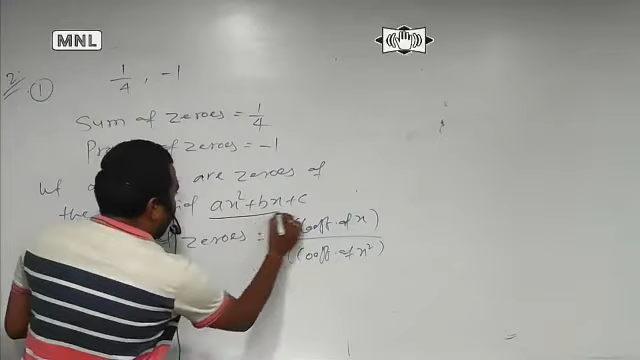 MNL
2. ① 1/4 , -1
Sum of zeroes = 1/4
of zeroes = -1
are zeroes of
the of ax² + bx + c
zeroes = (Coeff. of x)
(Coeff. of x²)